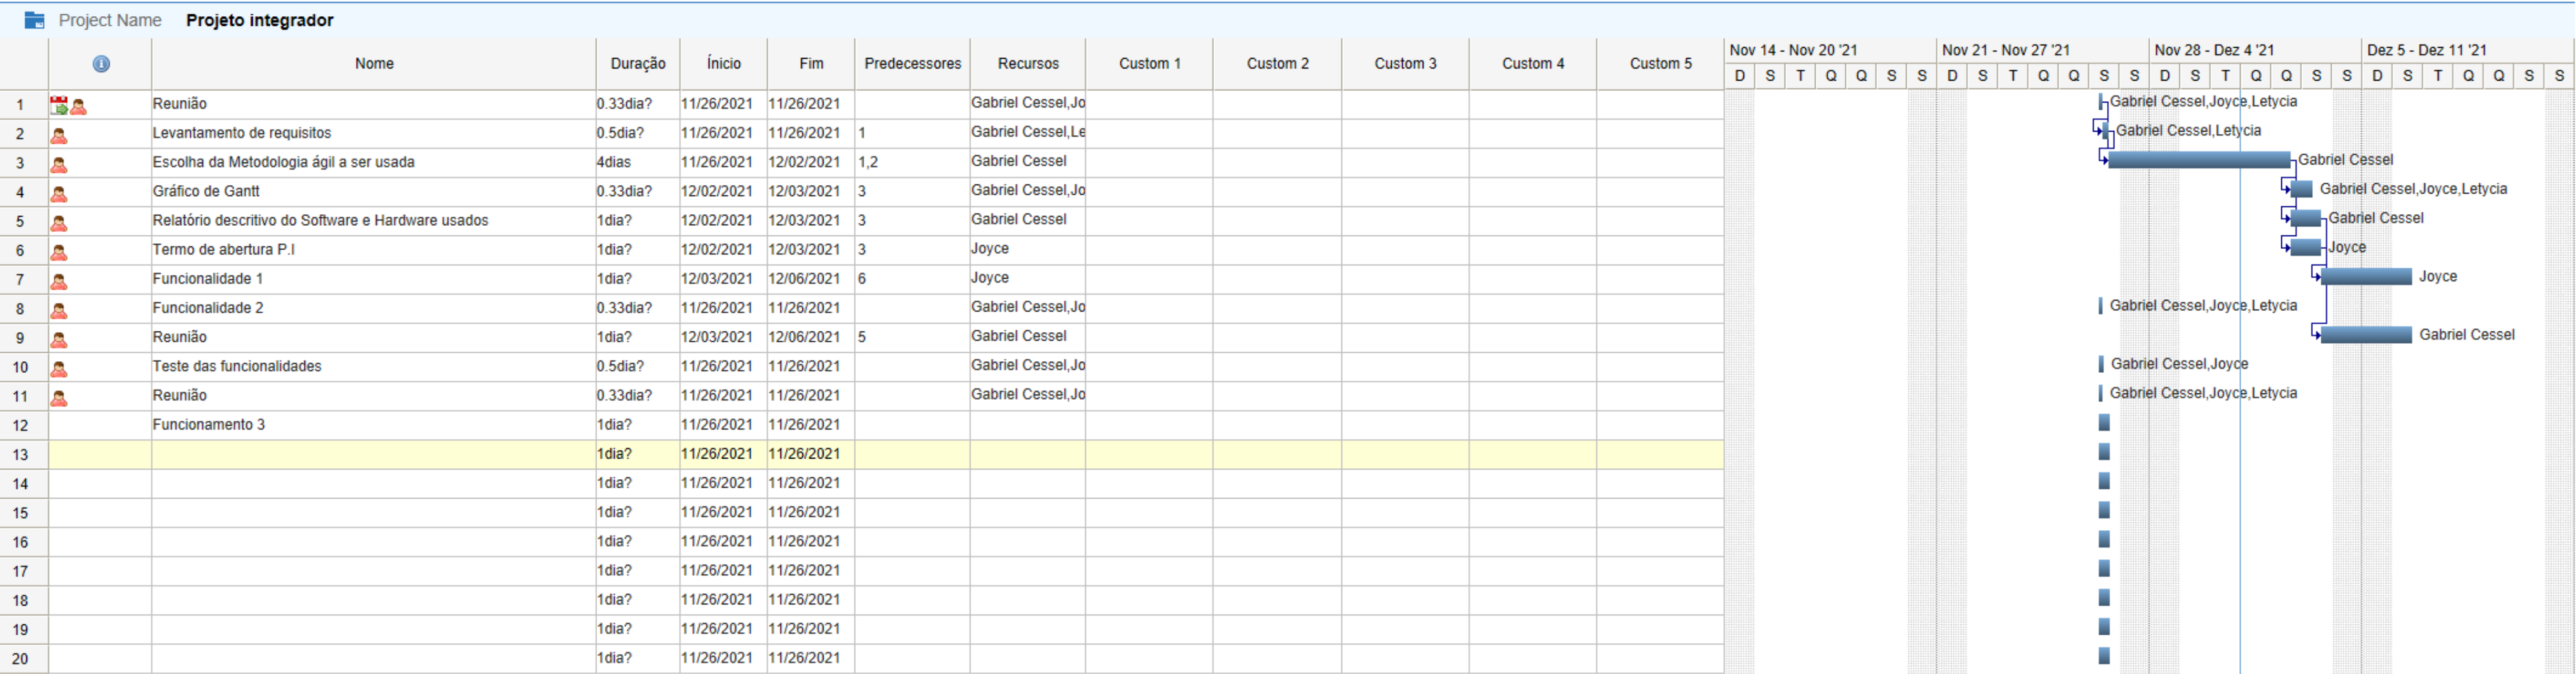 Project Name Projeto integrador
Nov 14 - Nov 20 '21 Nov 21 - Nov 27 '21 Nov 28 - Dez 4 '21 Dez 5 - Dez 11 '21
Nome Duração Ínicio Fim Predecessores Recursos Custom 1 Custom 2 Custom 3 Custom 4 Custom 5
D S T Q Q S S D S T Q Q S S D S T Q Q S S D S T Q Q S S
1 Reunião 0.33dia? 11/26/2021 11/26/2021 Gabriel Cessel,Jo Gabriel Cessel,Joyce,Letycia
2 Levantamento de requisitos 0.5dia? 11/26/2021 11/26/2021 1 Gabriel Cessel,Le Gabriel Cessel,Letycia
3 Escolha da Metodologia ágil a ser usada 4dias 11/26/2021 12/02/2021 1,2 Gabriel Cessel Gabriel Cessel
4 Gráfico de Gantt 0.33dia? 12/02/2021 12/03/2021 3 Gabriel Cessel,Jo Gabriel Cessel,Joyce,Letycia
5 Relatório descritivo do Software e Hardware usados 1dia? 12/02/2021 12/03/2021 3 Gabriel Cessel Gabriel Cessel
6 Termo de abertura P.I 1dia? 12/02/2021 12/03/2021 3 Joyce Joyce
7 Funcionalidade 1 1dia? 12/03/2021 12/06/2021 6 Joyce Joyce
8 Funcionalidade 2 0.33dia? 11/26/2021 11/26/2021 Gabriel Cessel,Jo Gabriel Cessel,Joyce,Letycia
9 Reunião 1dia? 12/03/2021 12/06/2021 5 Gabriel Cessel Gabriel Cessel
10 Teste das funcionalidades 0.5dia? 11/26/2021 11/26/2021 Gabriel Cessel,Jo Gabriel Cessel,Joyce
11 Reunião 0.33dia? 11/26/2021 11/26/2021 Gabriel Cessel,Jo Gabriel Cessel,Joyce,Letycia
12 Funcionamento 3 1dia? 11/26/2021 11/26/2021
13 1dia? 11/26/2021 11/26/2021
14 1dia? 11/26/2021 11/26/2021
15 1dia? 11/26/2021 11/26/2021
16 1dia? 11/26/2021 11/26/2021
17 1dia? 11/26/2021 11/26/2021
18 1dia? 11/26/2021 11/26/2021
19 1dia? 11/26/2021 11/26/2021
20 1dia? 11/26/2021 11/26/2021